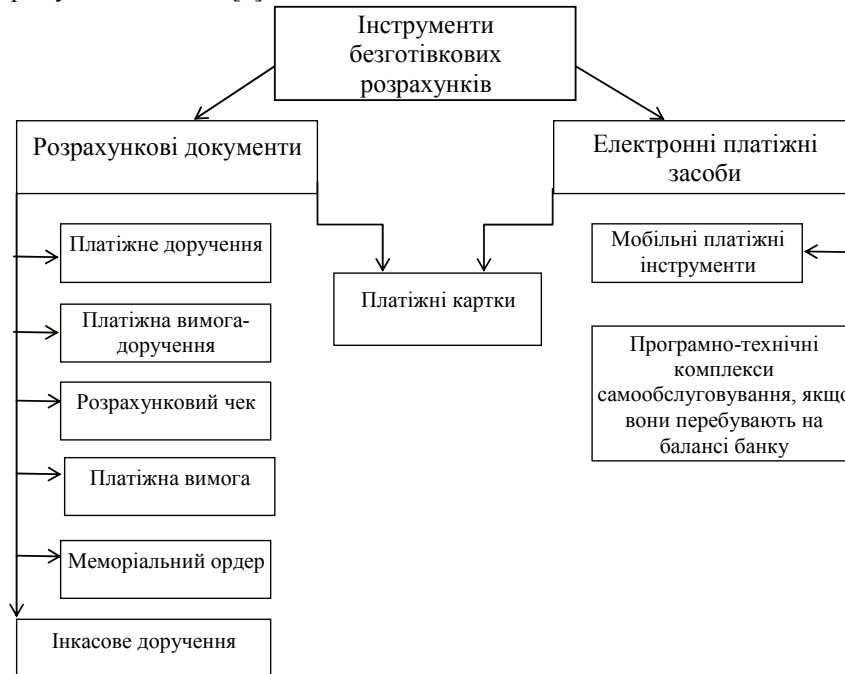 Інструменти
безготівкових
розрахунків
Розрахункові документи
Електронні платіжні
засоби
Платіжне доручення
Мобільні платіжні
інструменти
Платіжні картки
Платіжна вимога-
доручення
Програмно-технічні
комплекси
самообслуговування, якщо
вони перебувають на
балансі банку
Розрахунковий чек
Платіжна вимога
Меморіальний ордер
Інкасове доручення